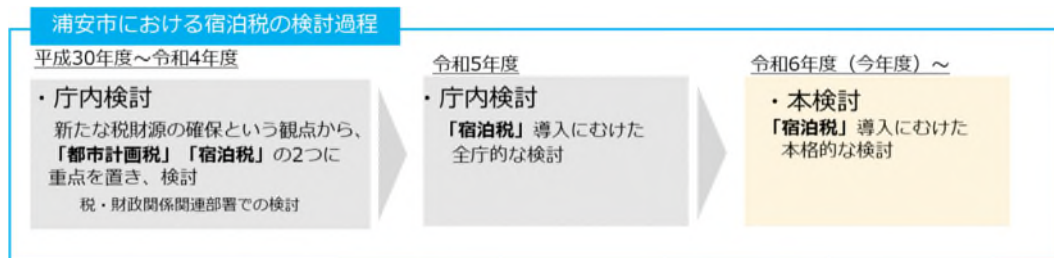 浦安市における宿泊税の検討過程
平成30年度～令和4年度
・庁内検討
新たな税財源の確保という観点から、
「都市計画税」「宿泊税」の2つに
重点を置き、検討
税・財政関係関連部署での検討
令和5年度
・庁内検討
「宿泊税」導入にむけた
全庁的な検討
令和6年度（今年度）～
・本検討
「宿泊税」導入にむけた
本格的な検討